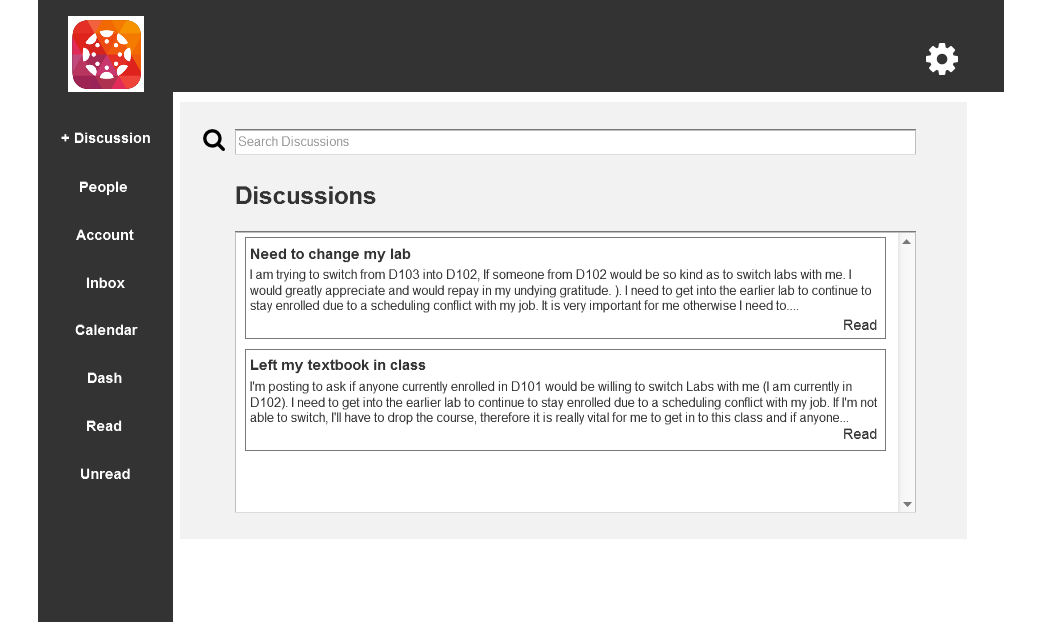 + Discussion
People
Account
Inbox
Calendar
Dash
Read
Unread
Search Discussions
Discussions
Need to change my lab
I am trying to switch from D103 into D102, If someone from D102 would be so kind as to switch labs with me. I
would greatly appreciate and would repay in my undying gratitude. ). I need to get into the earlier lab to continue to
stay enrolled due to a scheduling conflict with my job. It is very important for me otherwise I need to....
Read
Left my textbook in class
I'm posting to ask if anyone currently enrolled in D101 would be willing to switch Labs with me (I am currently in
D102). I need to get into the earlier lab to continue to stay enrolled due to a scheduling conflict with my job. If I'm not
able to switch, I'll have to drop the course, therefore it is really vital for me to get in to this class and if anyone...
Read